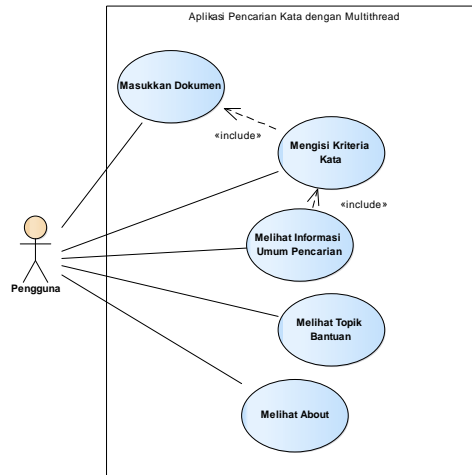 Aplikasi Pencarian Kata dengan Multithread
Masukkan Dokumen
«include»
Mengisi Kriteria
Kata
«include»
Melihat Informasi
Umum Pencarian
Pengguna
Melihat Topik
Bantuan
Melihat About